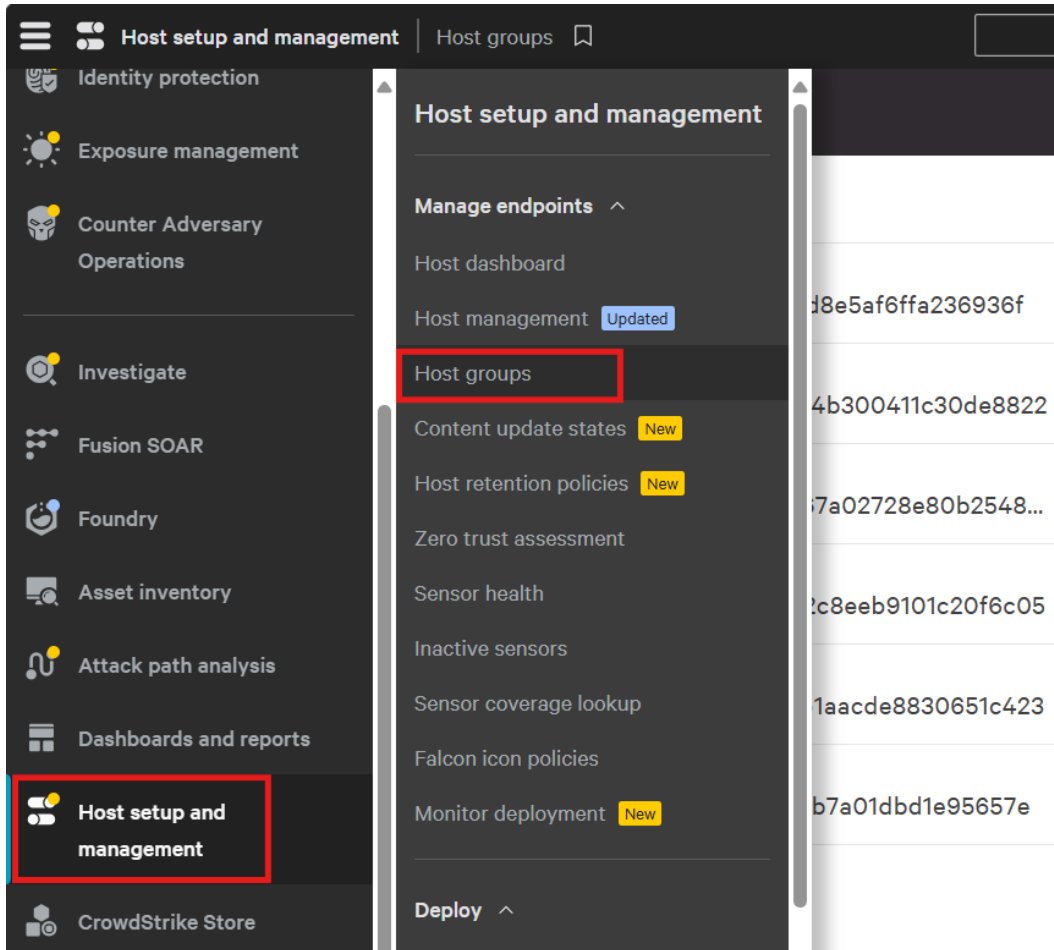 Host setup and management Host groups
Identity protection
Exposure management
Counter Adversary
Operations
Investigate
Fusion SOAR
Foundry
Asset inventory
Attack path analysis
Dashboards and reports
Host setup and
management
CrowdStrike Store
Host setup and management
Manage endpoints
Host dashboard
Host management Updated
Host groups
Content update states New
Host retention policies New
Zero trust assessment
Sensor health
Inactive sensors
Sensor coverage lookup
Falcon icon policies
Monitor deployment New
Deploy
d8e5af6ffa236936f
4b300411c30de8822
7a02728e80b2548...
2c8eeb9101c20f6c05
1aacde8830651c423
b7a01dbd1e95657e